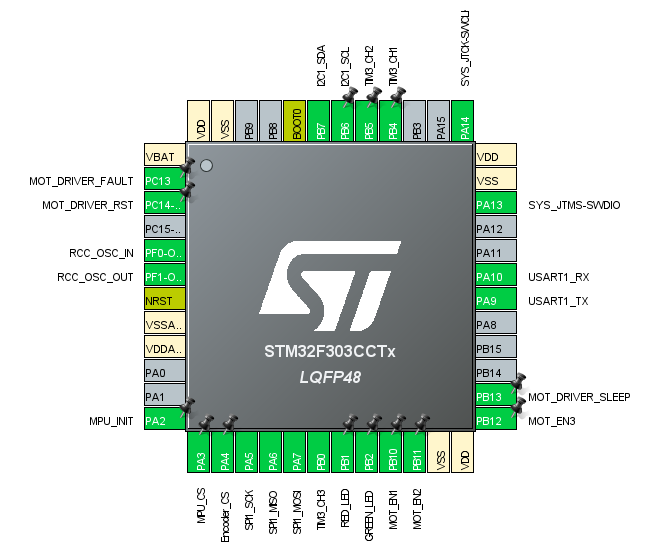 I2C1_SDA
I2C1_SCL
TIM3_CH2
TIM3_CH1
SYS_JTCK-SWCLK
VDD
VSS
PB9
PB8
BOOT0
PB7
PB6
PB5
PB4
PB3
PA15
PA14
VBAT
MOT_DRIVER_FAULT PC13
MOT_DRIVER_RST PC14-..
PC15-..
RCC_OSC_IN PF0-O..
RCC_OSC_OUT PF1-O..
NRST
VSSA..
VDDA..
PA0
PA1
MPU_INIT PA2
STM32F303CCTx
LQFP48
VDD
VSS
PA13 SYS_JTMS-SWDIO
PA12
PA11
PA10 USART1_RX
PA9 USART1_TX
PA8
PB15
PB14
PB13 MOT_DRIVER_SLEEP
PB12 MOT_EN3
PA3
PA4
PA5
PA6
PA7
PB0
PB1
PB2
PB10
PB11
VSS
VDD
MPU_CS
Encoder_CS
SPI1_SCK
SPI1_MISO
SPI1_MOSI
TIM3_CH3
RED_LED
GREEN_LED
MOT_EN1
MOT_EN2